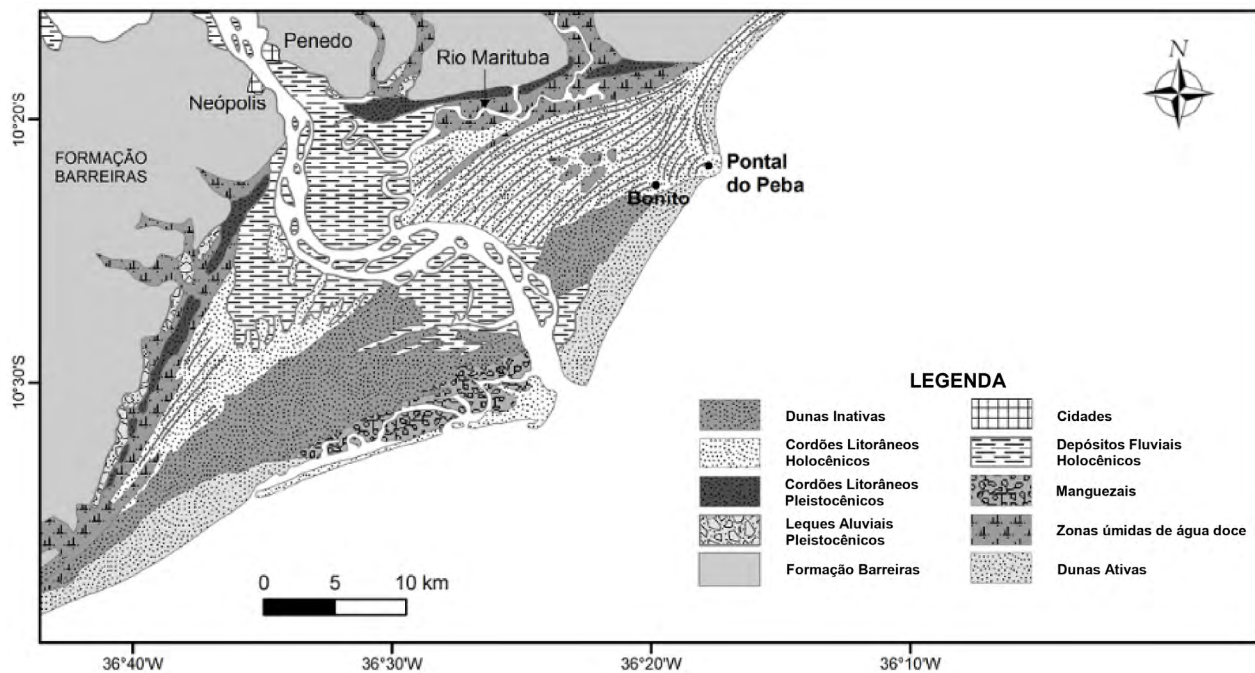 Penedo
Rio Marituba
N
Neópolis
10°20'S
FORMAÇÃO
BARREIRAS
Pontal
do Peba
Bonito
10°30'S
LEGENDA
Dunas Inativas
Cordões Litorâneos
Holocênicos
Cordões Litorâneos
Pleistocênicos
Leques Aluviais
Pleistocênicos
Formação Barreiras
Cidades
Depósitos Fluviais
Holocênicos
Manguezais
Zonas úmidas de água doce
Dunas Ativas
0 5 10 km
36°40'W 36°30'W 36°20'W 36°10'W